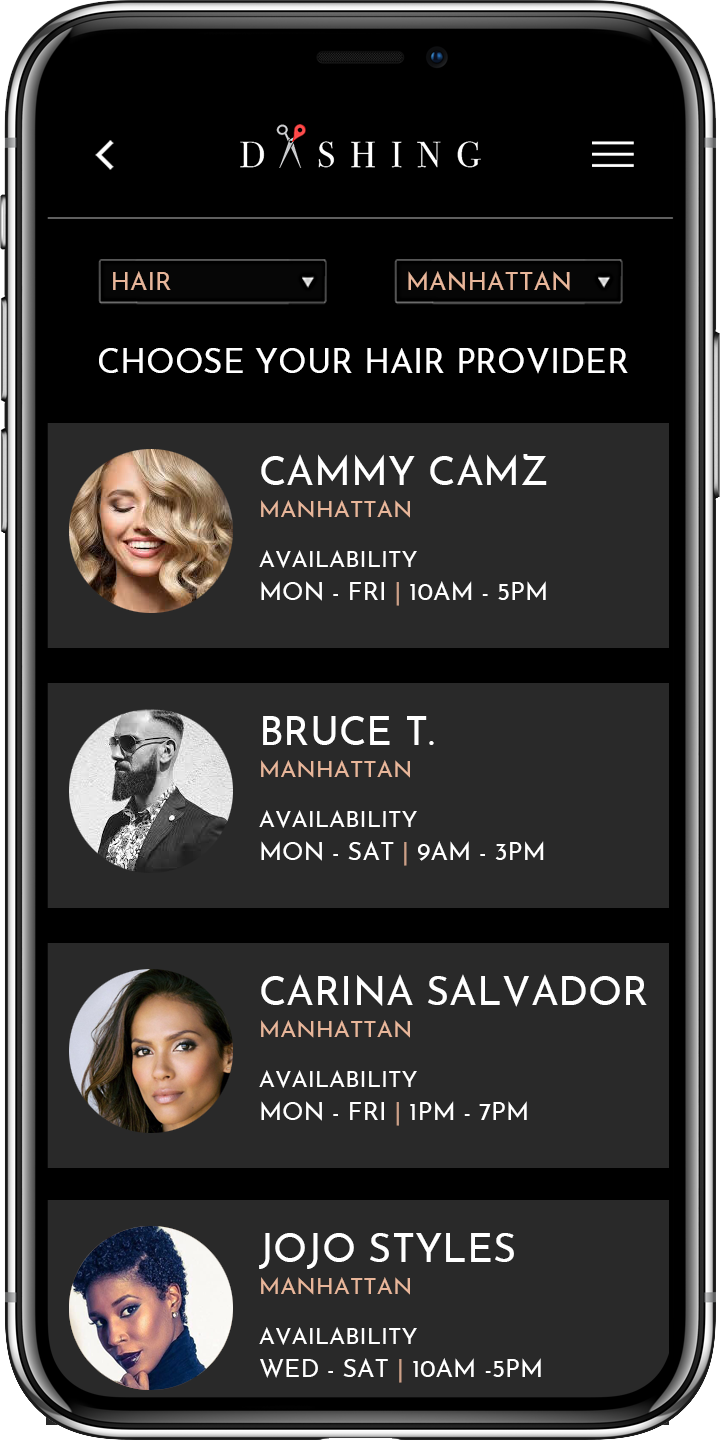 DASHING
HAIR
MANHATTAN
CHOOSE YOUR HAIR PROVIDER
CAMMY CAMZ
MANHATTAN
AVAILABILITY
MON - FRI | 10AM - 5PM
BRUCE T.
MANHATTAN
AVAILABILITY
MON - SAT | 9AM - 3PM
CARINA SALVADOR
MANHATTAN
AVAILABILITY
MON - FRI | 1PM - 7PM
JOJO STYLES
MANHATTAN
AVAILABILITY
WED - SAT | 10AM -5PM